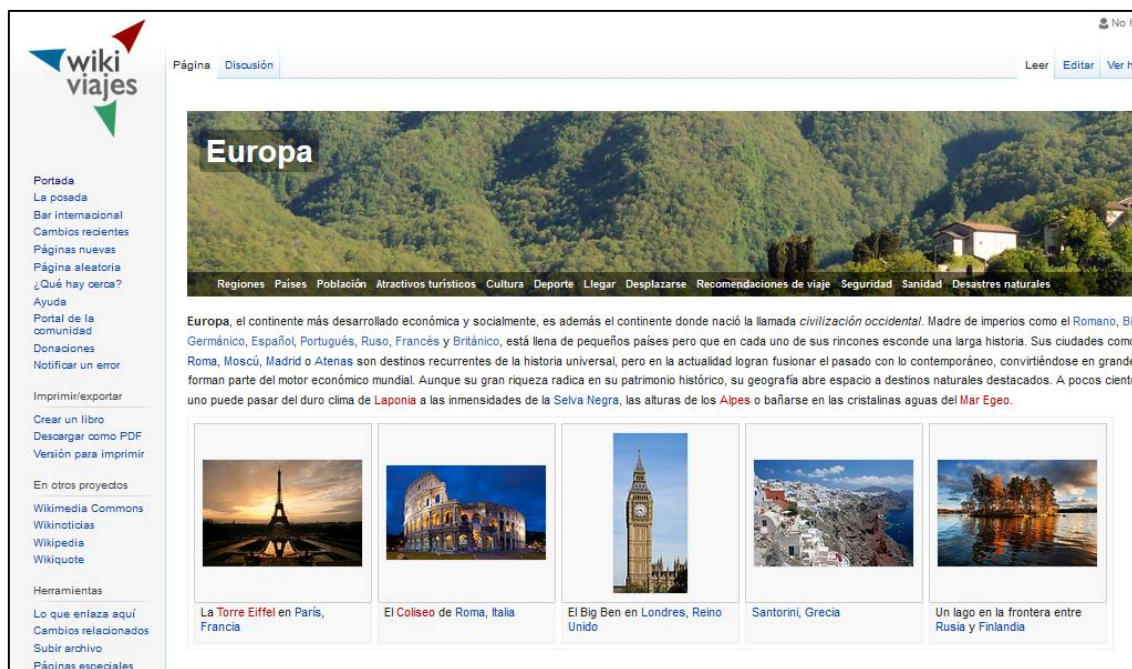 wiki
viajes
No
Página Discusión
Leer Editar Ver
Europa
Regiones Países Población Atractivos turísticos Cultura Deporte Llegar Desplazarse Recomendaciones de viaje Seguridad Sanidad Desastres naturales
Portada
La posada
Bar internacional
Cambios recientes
Páginas nuevas
Página aleatoria
¿Qué hay cerca?
Ayuda
Portal de la
comunidad
Donaciones
Notificar un error
Imprimir/exportar
Crear un libro
Descargar como PDF
Versión para imprimir
En otros proyectos
Wikimedia Commons
Wikinoticias
Wikipedia
Wikiquote
Herramientas
Lo que enlaza aquí
Cambios relacionados
Subir archivo
Páginas especiales
Europa, el continente más desarrollado económica y socialmente, es además el continente donde nació la llamada civilización occidental. Madre de imperios como el Romano,
Germánico, Español, Portugués, Ruso, Francés y Británico, está llena de pequeños países pero que en cada uno de sus rincones esconde una larga historia. Sus ciudades como
Roma, Moscú, Madrid o Atenas son destinos recurrentes de la historia universal, pero en la actualidad logran fusionar el pasado con lo contemporáneo, convirtiéndose en grande
forman parte del motor económico mundial. Aunque su gran riqueza radica en su patrimonio histórico, su geografía abre espacio a destinos naturales destacados. A pocos ciento
uno puede pasar del duro clima de Laponia a las inmensidades de la Selva Negra, las alturas de los Alpes o bañarse en las cristalinas aguas del Mar Egeo.
La Torre Eiffel en París,
Francia
El Coliseo de Roma, Italia
El Big Ben en Londres, Reino
Unido
Santorini, Grecia
Un lago en la frontera entre
Rusia y Finlandia